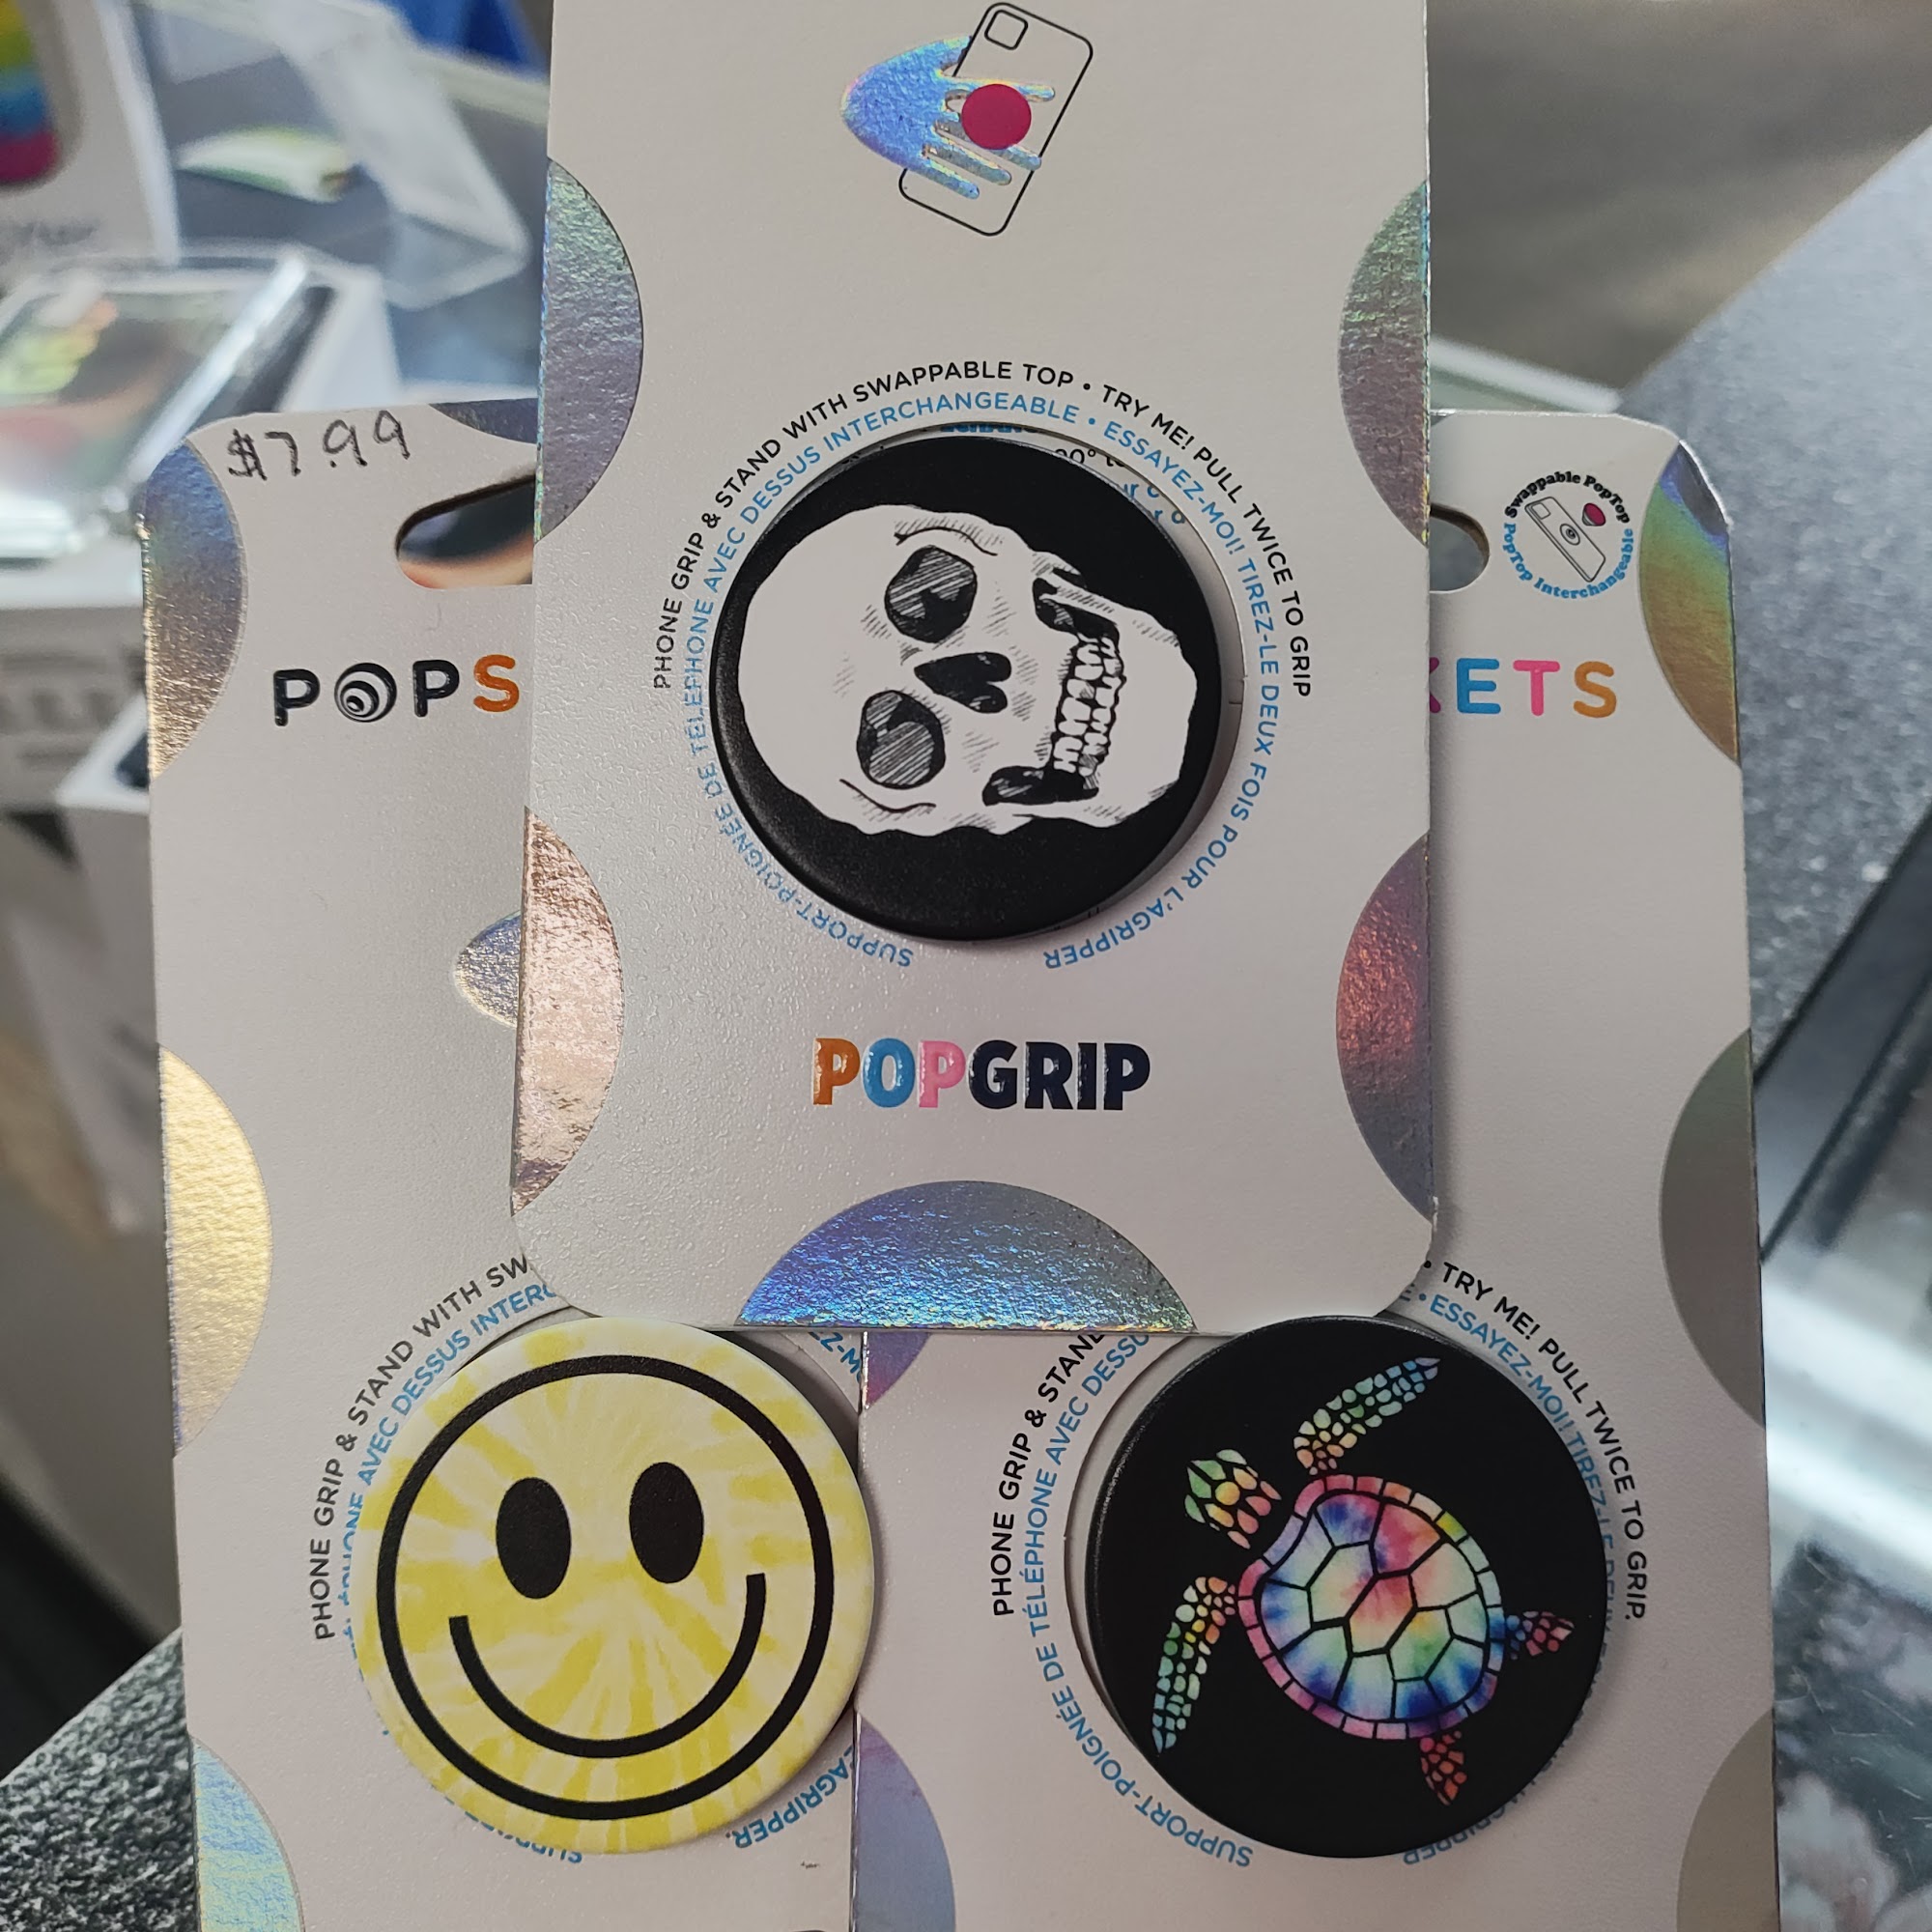 PHONE GRIP & STAND WITH SWAPPABLE TOP • TRY ME! PULL TWICE TO GRIP
SUPPORT-POIGNÉE DE TÉLÉPHONE AVEC DESSUS INTERCHANGEABLE • ESSAYEZ-MOI! TIREZ-LE DEUX FOIS POUR L'AGRIPPER
POPGRIP
$7.99
POPS
PHONE GRIP & STAND WITH SW
AVEC DESSUS INTERC
L'AGRIPPER.
Swappable PopTop
PopTop Interchangeable
KETS
PHONE GRIP & STAND
• TRY ME! PULL TWICE TO GRIP.
SUPPORT-POIGNÉE DE TÉLÉPHONE AVEC DESSU
• ESSAYEZ-MOI! TIREZ-LE